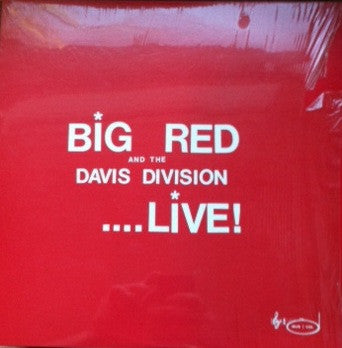 BiG RED
AND THE
DAVIS DIVISION
....LiVE!